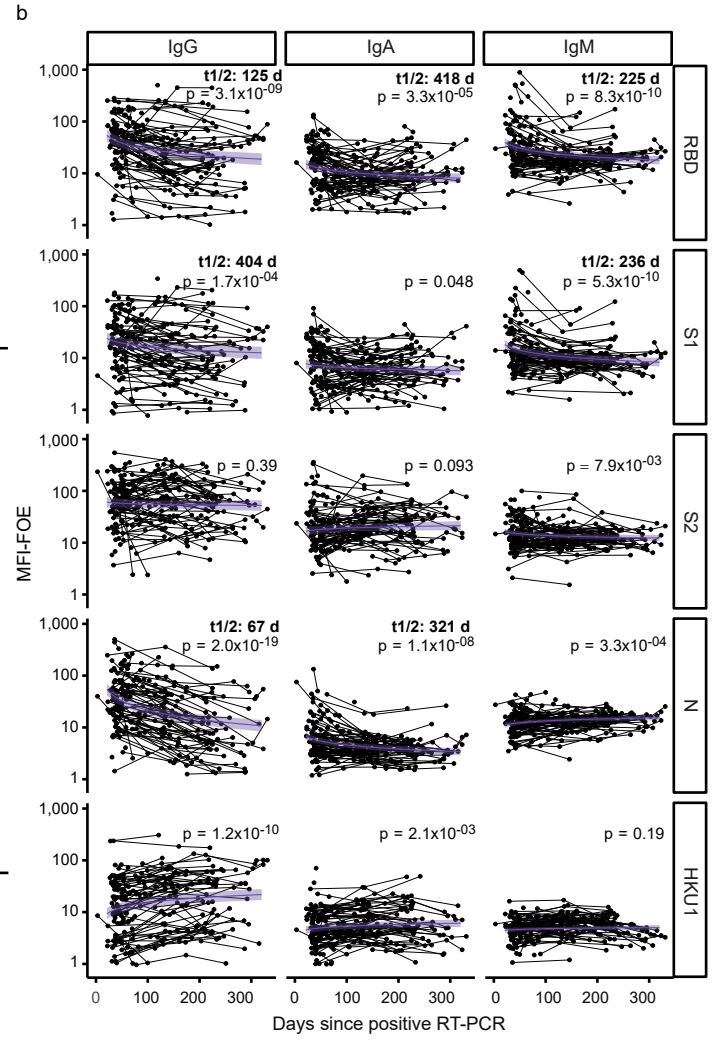 b
IgG IgA IgM
1,000 t1/2: 125 d t1/2: 418 d t1/2: 225 d
p = 3.1x10-09 p = 3.3x10-05 p = 8.3x10-10
100
RBD
10
1
1,000 t1/2: 404 d t1/2: 236 d
p = 1.7x10-04 p = 0.048 p = 5.3x10-10
100
S1
10
1
1,000
p = 0.39 p = 0.093 p = 7.9x10-03
100
S2
10
1
MFI-FOE
1,000 t1/2: 67 d t1/2: 321 d
p = 2.0x10-19 p = 1.1x10-08 p = 3.3x10-04
100
N
10
1
1,000
p = 1.2x10-10 p = 2.1x10-03 p = 0.19
100
HKU1
10
1
0 100 200 300 0 100 200 300 0 100 200 300
Days since positive RT-PCR